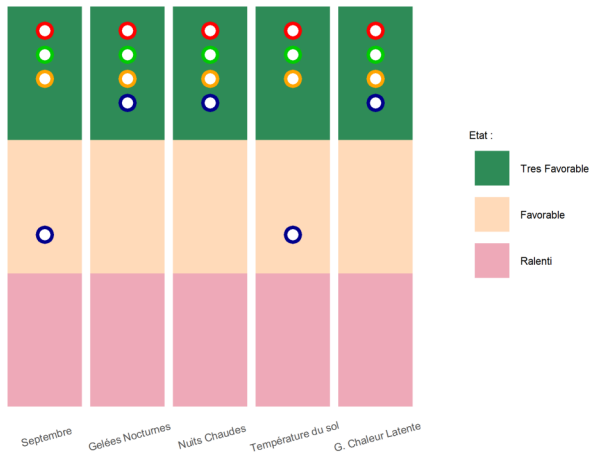 Etat :
Tres Favorable
Favorable
Ralenti
Septembre
Gelées Nocturnes
Nuits Chaudes
Température du sol
G. Chaleur Latente